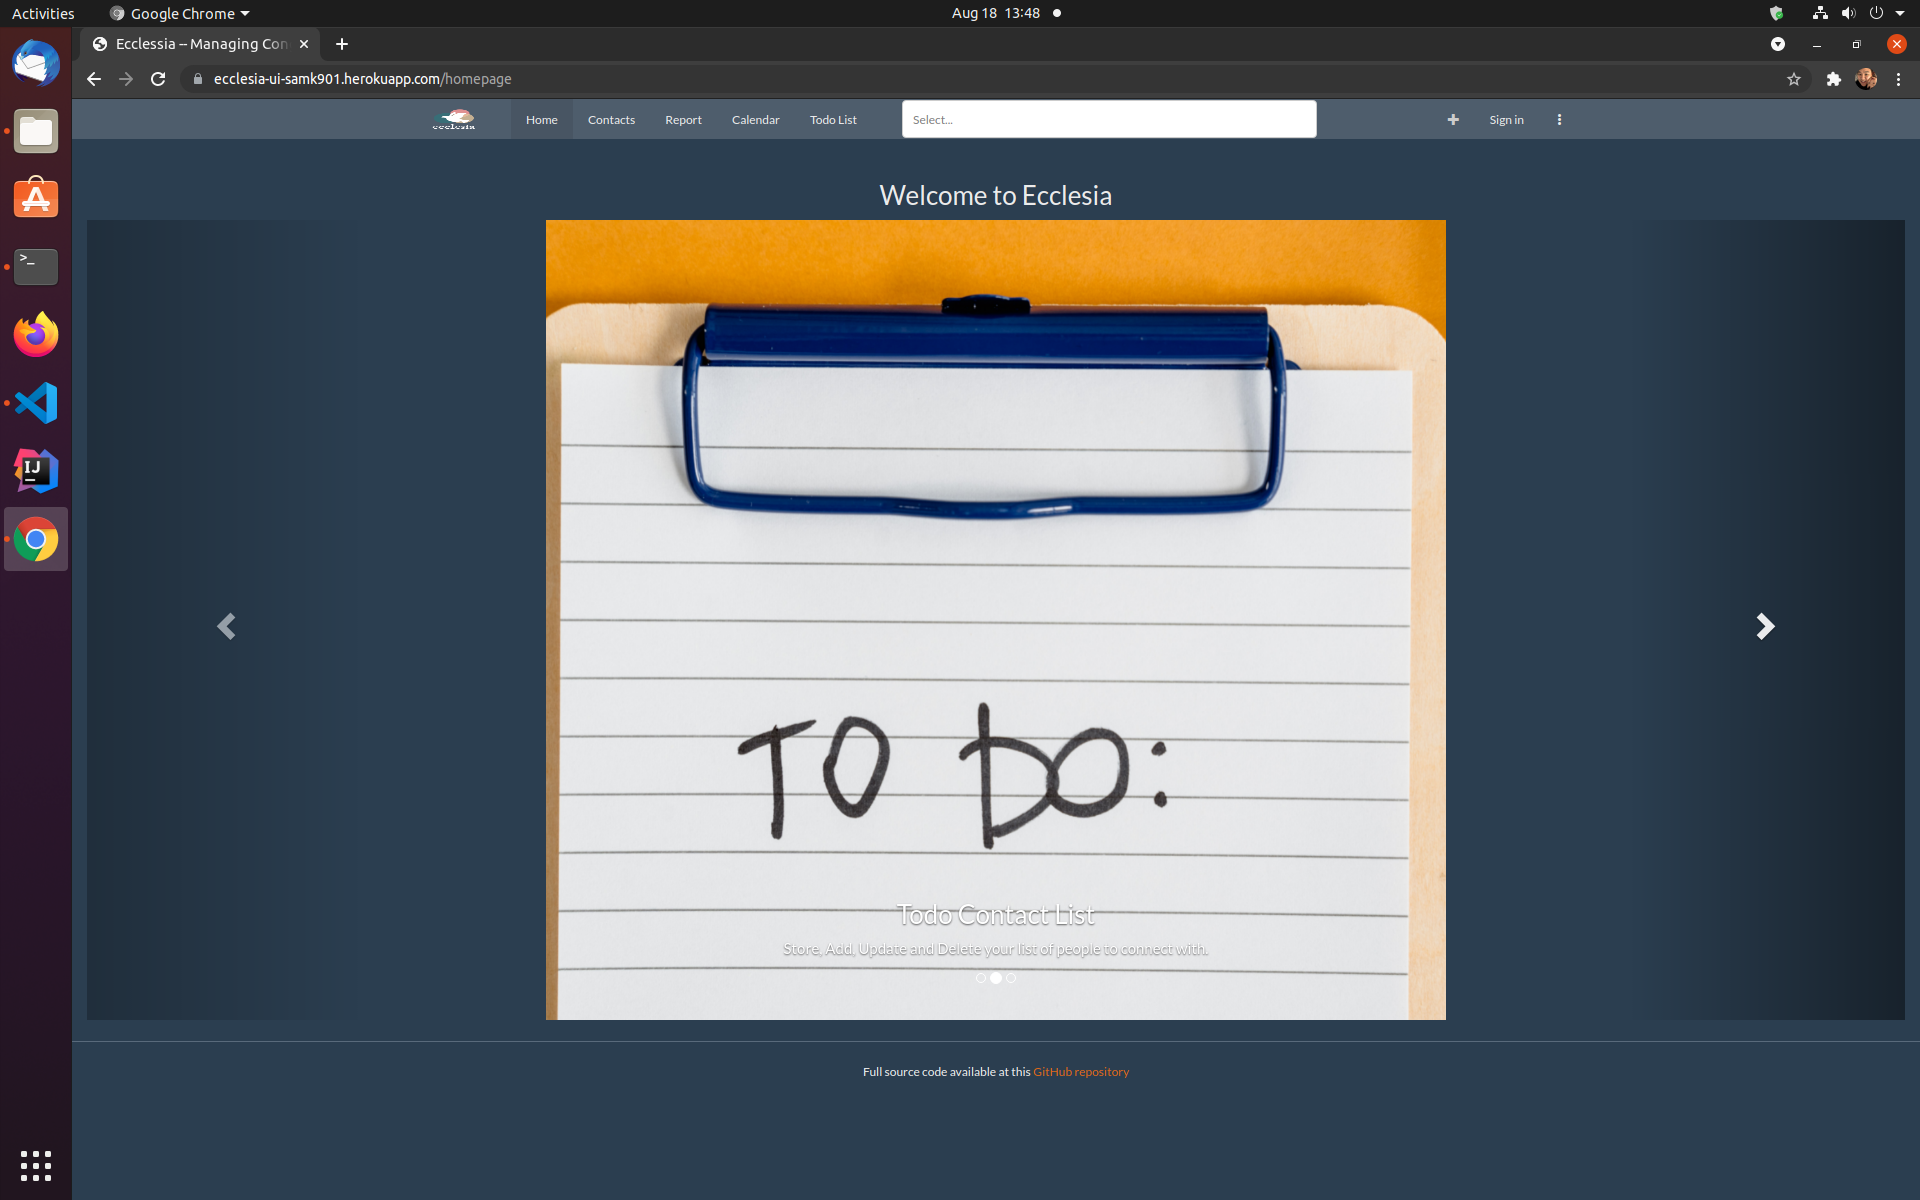 Activities
Google Chrome
Aug 18 13:48
Ecclessia -- Managing Con
ecclesia-ui-samk901.herokuapp.com/homepage
ecclesia
Home
Contacts
Report
Calendar
Todo List
Select...
Sign in
Welcome to Ecclesia
TO DO:
Todo Contact List
Store, Add, Update and Delete your list of people to connect with.
Full source code available at this GitHub repository
>_
IJ